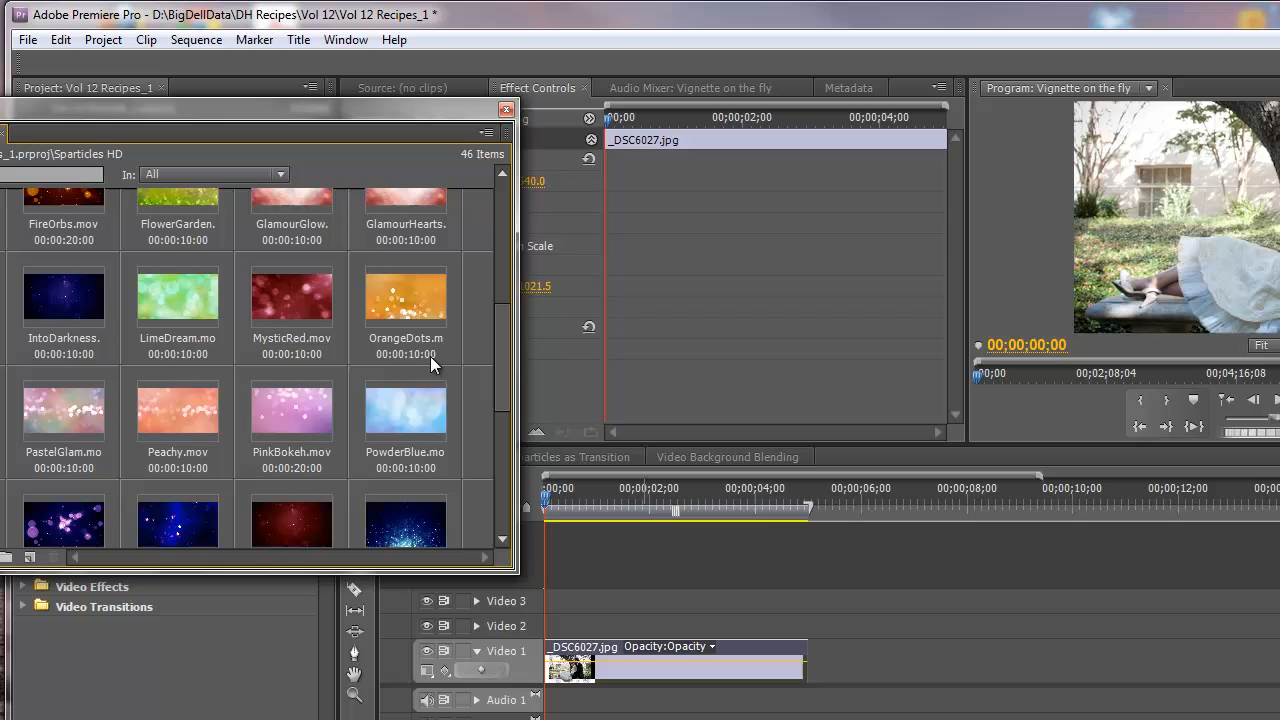 Adobe Premiere Pro - D:\BigDellData\DH Recipes\Vol 12\Vol 12 Recipes_1 *
File Edit Project Clip Sequence Marker Title Window Help
Project: Vol 12 Recipes_1
Source: (no clips)
Effect Controls
Audio Mixer: Vignette on the fly
Metadata
Program: Vignette on the fly
00;00
00;00;02;00
00;00;04;00
_DSC6027.jpg
s_1.prproj\Sparticles HD
46 Items
In: All
540.0
FireOrbs.mov FlowerGarden. GlamourGlow. GlamourHearts.
00:00:20:00 00:00:10:00 00:00:10:00 00:00:10:00
m Scale
1021.5
IntoDarkness. LimeDream.mo MysticRed.mov OrangeDots.m
00:00:10:00 00:00:10:00 00:00:20:00 00:00:10:00
00;00;00;00
Fit
00;00 00;02;08;04 00;04;16;08
PastelGlam.mo Peachy.mov PinkBokeh.mov PowderBlue.mo
00:00:10:00 00:00:10:00 00:00:20:00 00:00:10:00
articles as Transition
Video Background Blending
;00;00 00;00;02;00 00;00;04;00 00;00;06;00 00;00;08;00 00;00;10;00 00;00;12;00
Video Effects
Video Transitions
Video 3
Video 2
Video 1
_DSC6027.jpg Opacity:Opacity
Audio 1